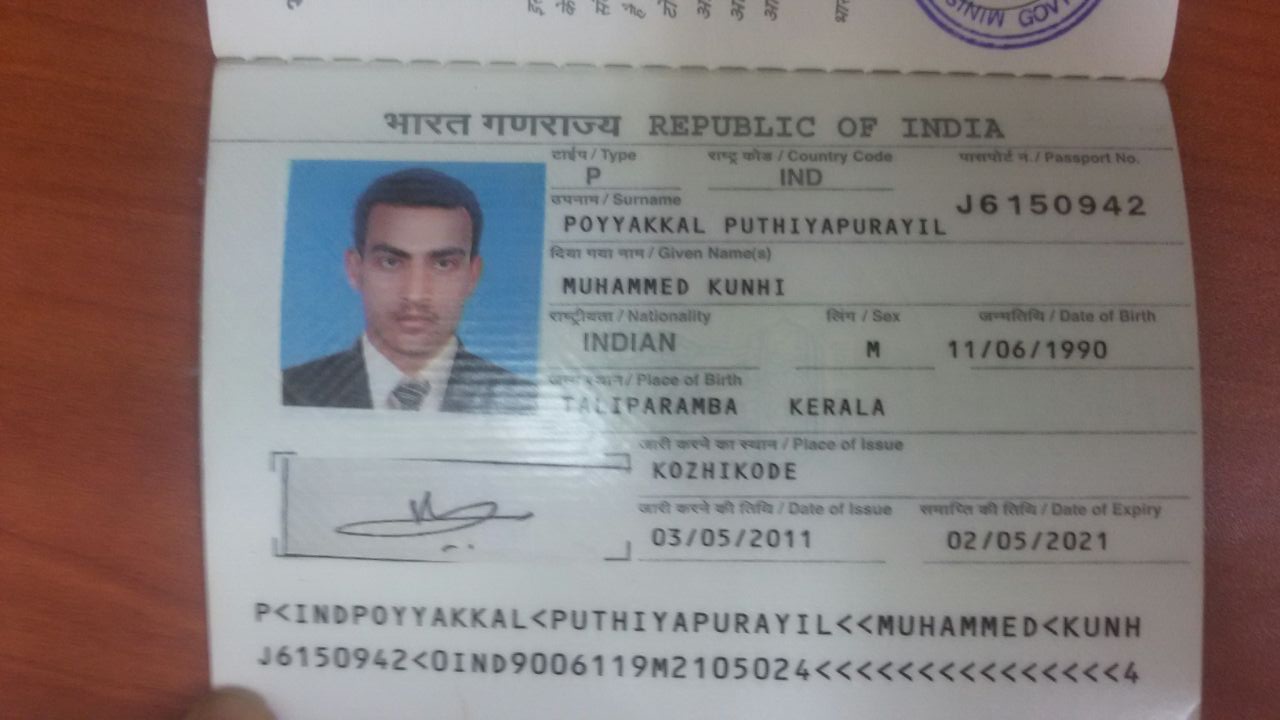 MINIS GOV
भारत गणराज्य REPUBLIC OF INDIA
टाईप / Type राष्ट्र कोड / Country Code पासपोर्ट नं. / Passport No.
P IND J6150942
उपनाम / Surname
POYYAKKAL PUTHIYAPURAYIL
दिया गया नाम / Given Name(s)
MUHAMMED KUNHI
राष्ट्रीयता / Nationality लिंग / Sex जन्मतिथि / Date of Birth
INDIAN M 11/06/1990
जन्म स्थान / Place of Birth
TALIPARAMBA KERALA
जारी करने का स्थान / Place of Issue
KOZHIKODE
जारी करने की तिथि / Date of Issue समाप्ति की तिथि / Date of Expiry
03/05/2011 02/05/2021
P<INDPOYYAKKAL<PUTHIYAPURAYIL<<MUHAMMED<KUNH
J6150942<0IND9006119M2105024<<<<<<<<<<<<<<<4